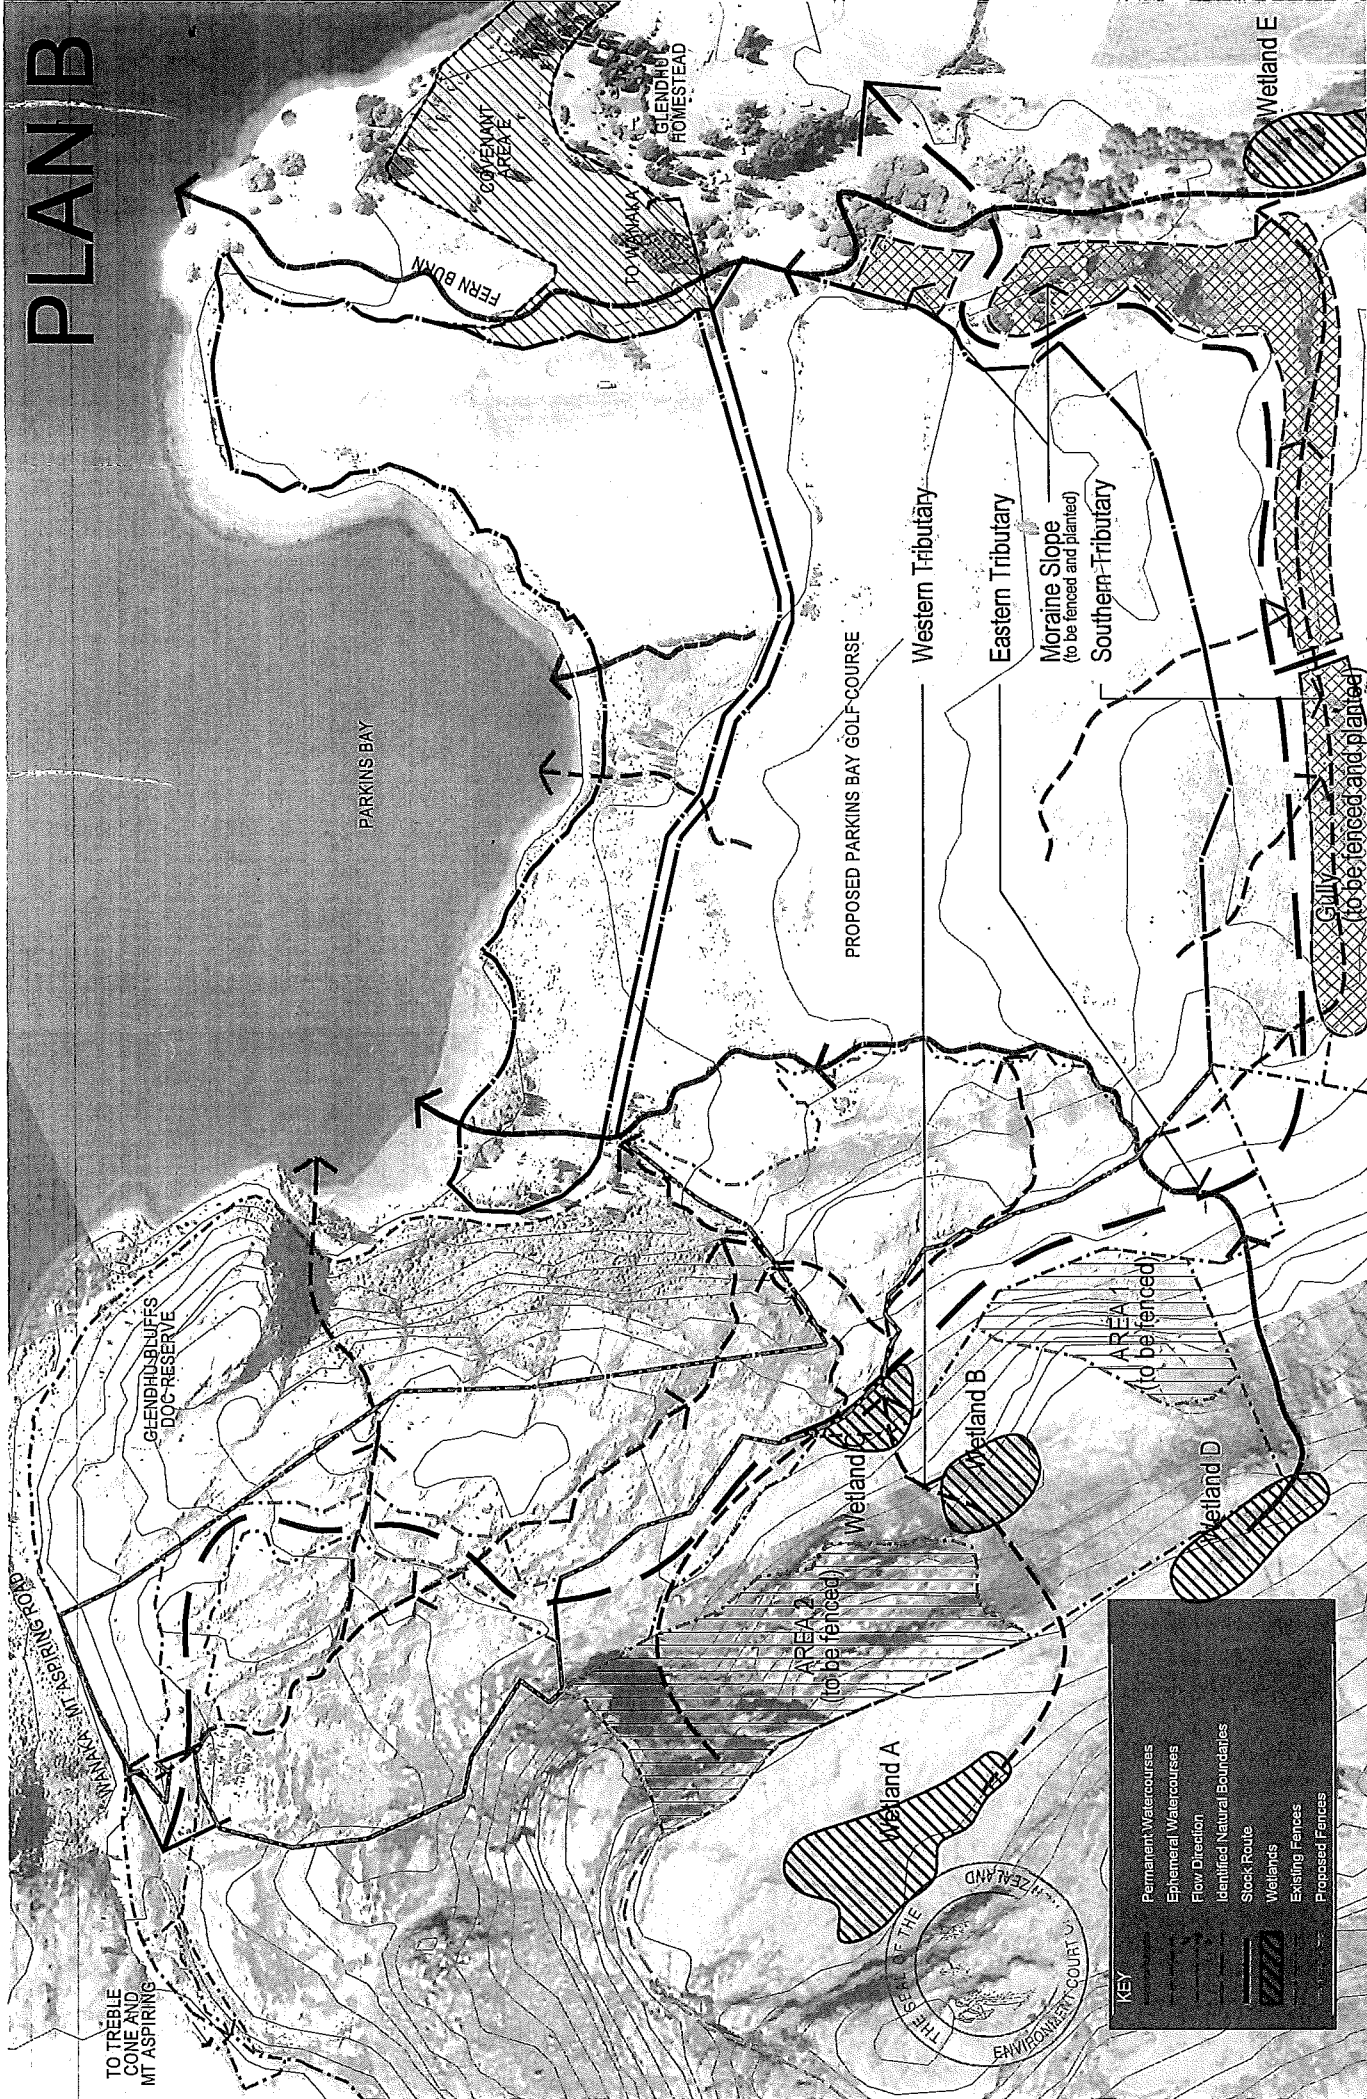 PLAN B
TO TREBLE
CONE AND
MT ASPIRING
WANAKA - MT ASPIRING ROAD
GLENDHU BLUFFS
DOC RESERVE
PARKINS BAY
FERN BURN
COVENANT
AREA E
TO WANAKA
GLENDHU
HOMESTEAD
PROPOSED PARKINS BAY GOLF COURSE
Western Tributary
Eastern Tributary
Moraine Slope
(to be fenced and planted)
Southern Tributary
Wetland E
Gully
(to be fenced and planted)
Wetland C
Wetland B
AREA 1
(to be fenced)
Wetland D
AREA 2
(to be fenced)
Wetland A
THE SEAL OF THE
ENVIRONMENT COURT
ZEALAND
KEY
Permanent Watercourses
Ephemeral Watercourses
Flow Direction
Identified Natural Boundaries
Stock Route
Wetlands
Existing Fences
Proposed Fences